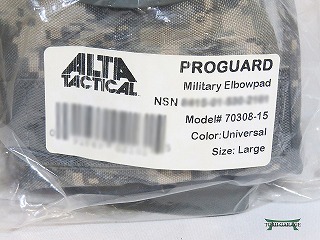 ALTA
TACTICAL
PROGUARD
Military Elbowpad
NSN
Model# 70308-15
Color:Universal
Size: Large